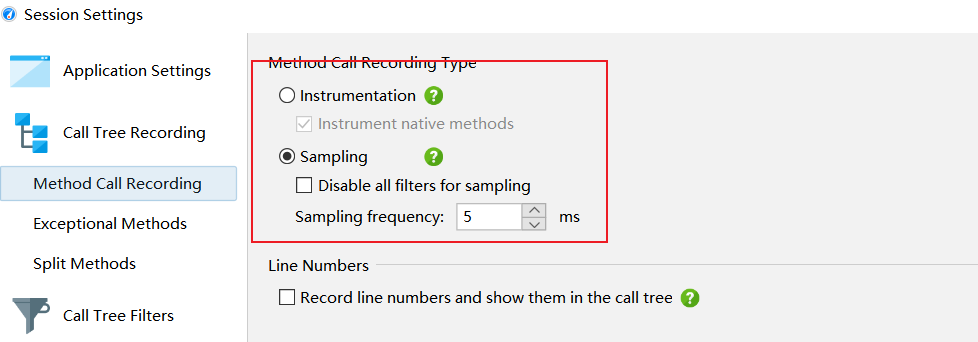 Session Settings
Application Settings
Call Tree Recording
Method Call Recording
Exceptional Methods
Split Methods
Call Tree Filters
Method Call Recording Type
Instrumentation ?
Instrument native methods
Sampling ?
Disable all filters for sampling
Sampling frequency: 5 ms
Line Numbers
Record line numbers and show them in the call tree ?